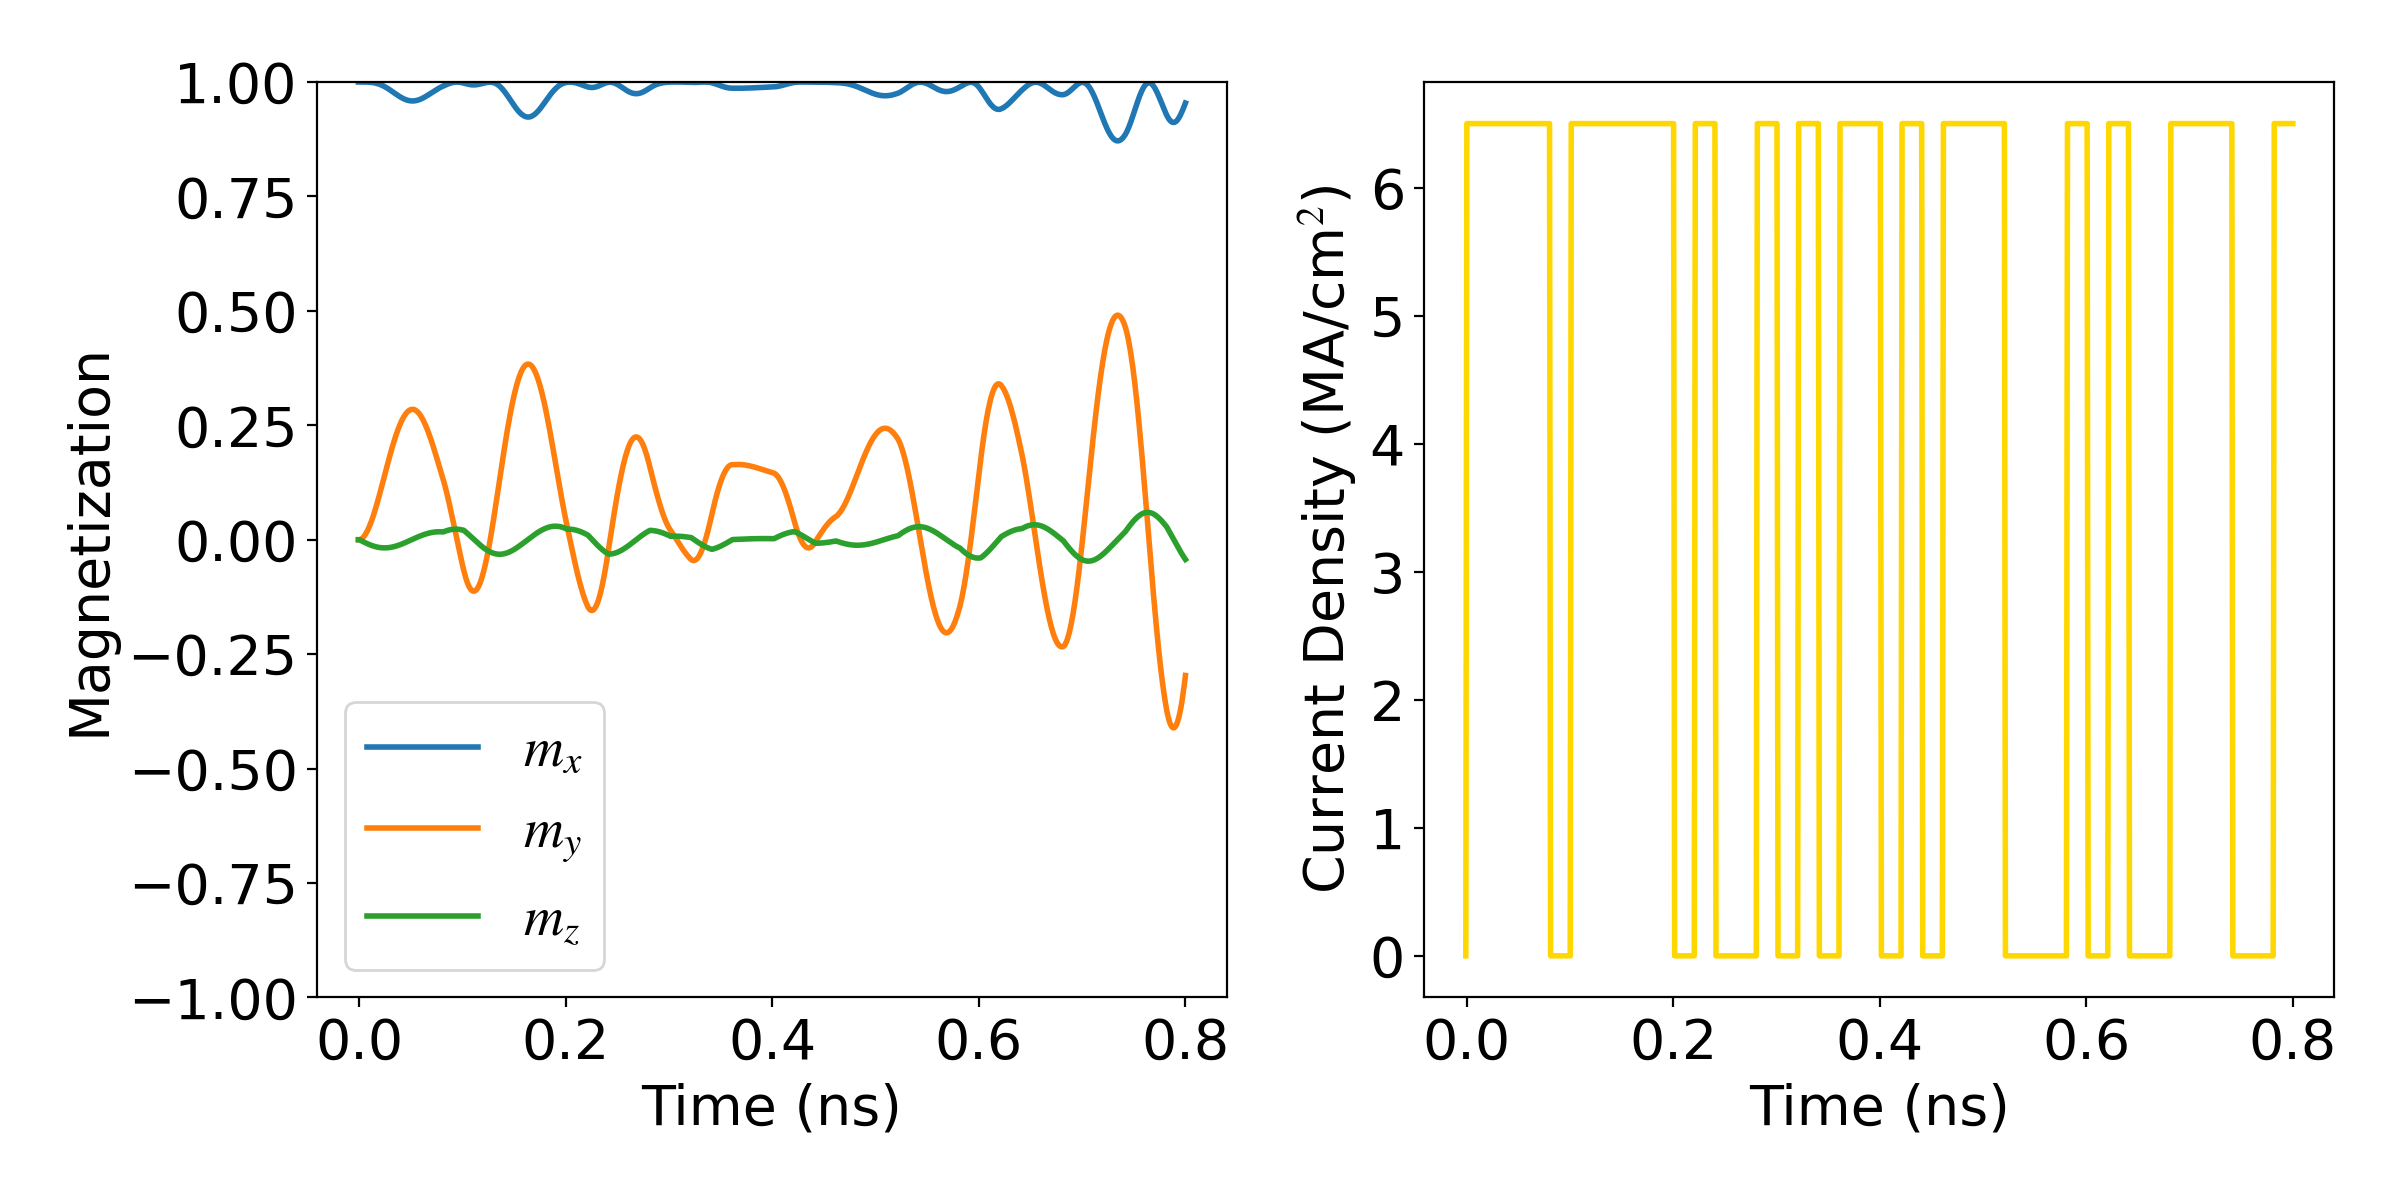 1.00
0.75
0.50
0.25
0.00
−0.25
−0.50
−0.75
−1.00
Magnetization
m_x
m_y
m_z
0.0 0.2 0.4 0.6 0.8
Time (ns)
6
5
4
3
2
1
0
Current Density (MA/cm²)
0.0 0.2 0.4 0.6 0.8
Time (ns)